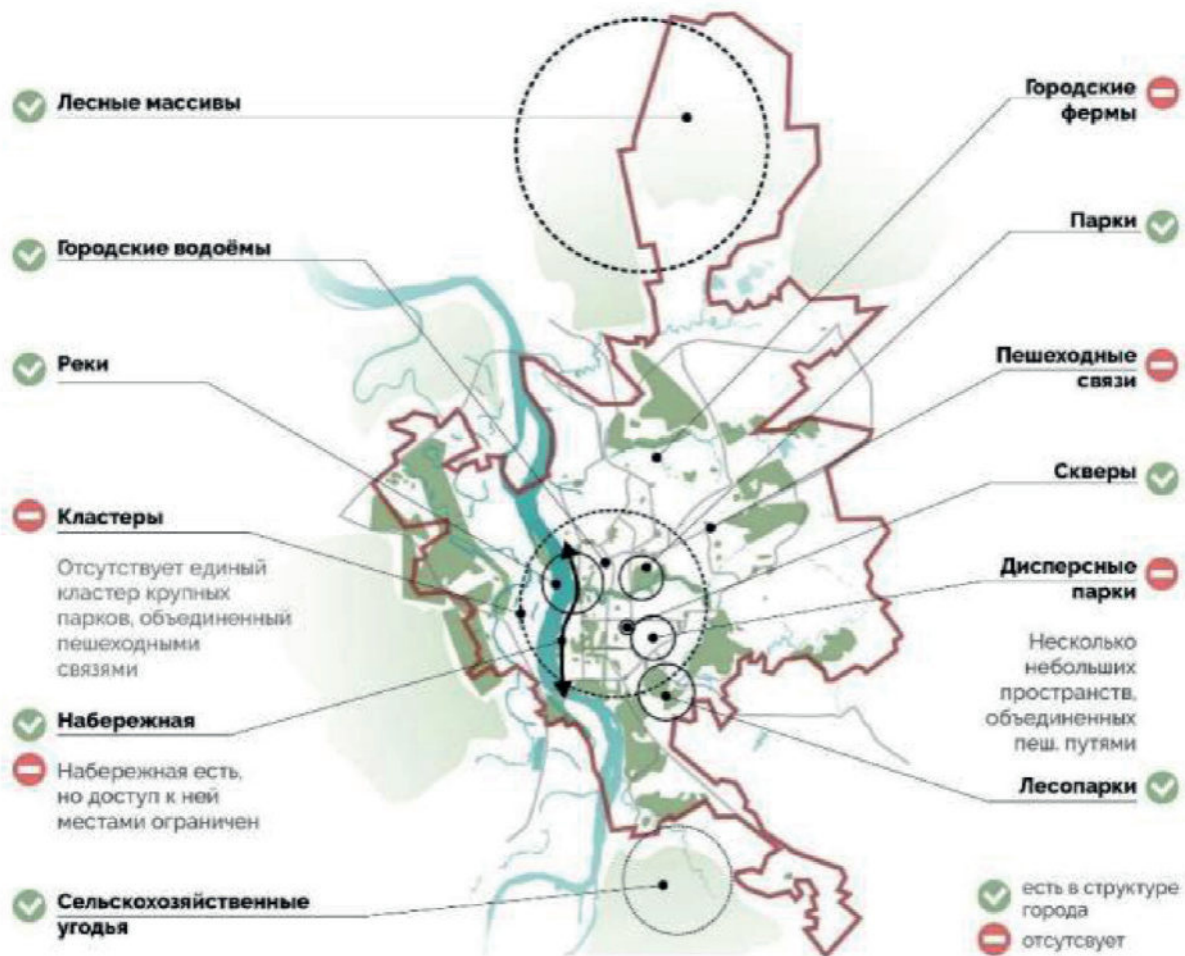 Лесные массивы
Городские водоёмы
Реки
Кластеры
Отсутствует единый
кластер крупных
парков, объединенный
пешеходными
связями
Набережная
Набережная есть,
но доступ к ней
местами ограничен
Сельскохозяйственные
угодья
Городские
фермы
Парки
Пешеходные
связи
Скверы
Дисперсные
парки
Несколько
небольших
пространств,
объединенных
пеш. путями
Лесопарки
есть в структуре
города
отсутсвует